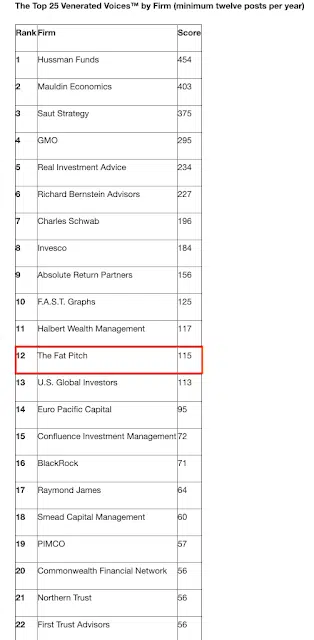 The Top 25 Venerated Voices™ by Firm (minimum twelve posts per year)
Rank Firm Score
1 Hussman Funds 454
2 Mauldin Economics 403
3 Saut Strategy 375
4 GMO 295
5 Real Investment Advice 234
6 Richard Bernstein Advisors 227
7 Charles Schwab 196
8 Invesco 184
9 Absolute Return Partners 156
10 F.A.S.T. Graphs 125
11 Halbert Wealth Management 117
12 The Fat Pitch 115
13 U.S. Global Investors 113
14 Euro Pacific Capital 95
15 Confluence Investment Management 72
16 BlackRock 71
17 Raymond James 64
18 Smead Capital Management 60
19 PIMCO 57
20 Commonwealth Financial Network 56
21 Northern Trust 56
22 First Trust Advisors 56